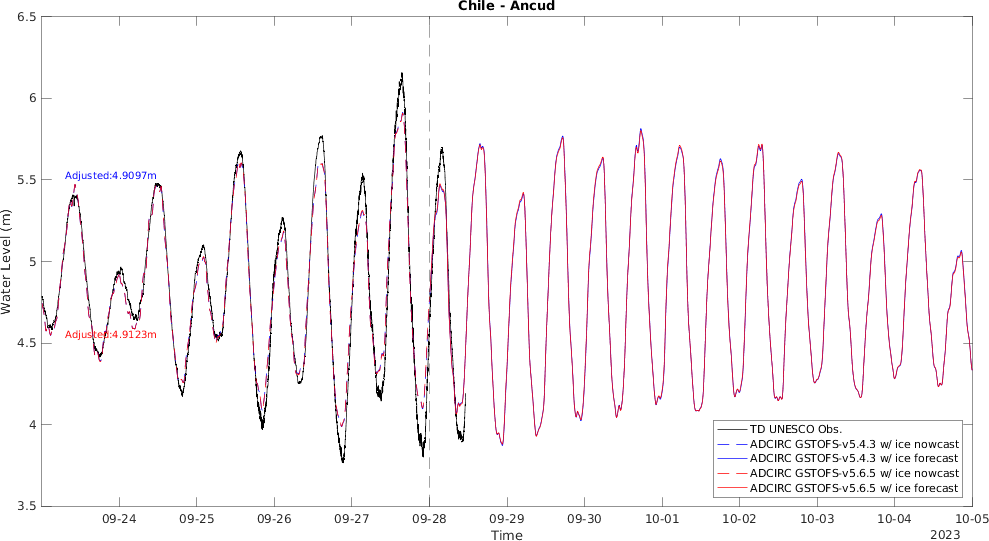 Chile - Ancud
6.5
6
5.5
5
4.5
4
3.5
Water Level (m)
Adjusted:4.9097m
Adjusted:4.9123m
TD UNESCO Obs.
ADCIRC GSTOFS-v5.4.3 w/ ice nowcast
ADCIRC GSTOFS-v5.4.3 w/ ice forecast
ADCIRC GSTOFS-v5.6.5 w/ ice nowcast
ADCIRC GSTOFS-v5.6.5 w/ ice forecast
09-24 09-25 09-26 09-27 09-28 09-29 09-30 10-01 10-02 10-03 10-04 10-05
Time
2023